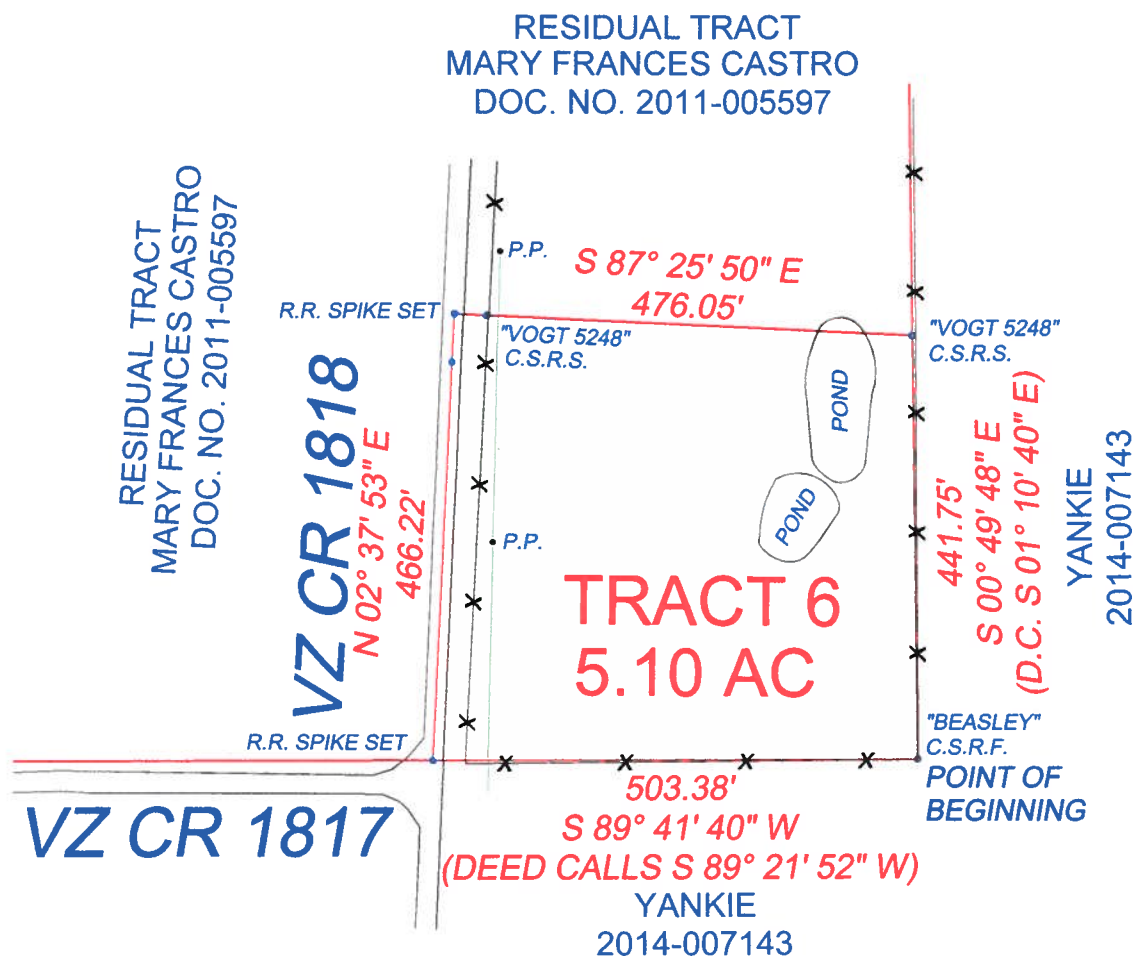 RESIDUAL TRACT
MARY FRANCES CASTRO
DOC. NO. 2011-005597
RESIDUAL TRACT
MARY FRANCES CASTRO
DOC. NO. 2011-005597
P.P.
S 87° 25' 50" E
476.05'
R.R. SPIKE SET
"VOGT 5248"
C.S.R.S.
"VOGT 5248"
C.S.R.S.
VZ CR 1818
N 02° 37' 53" E
466.22'
POND
POND
P.P.
441.75'
S 00° 49' 48" E
(D.C. S 01° 10' 40" E)
YANKIE
2014-007143
TRACT 6
5.10 AC
R.R. SPIKE SET
"BEASLEY"
C.S.R.F.
POINT OF
BEGINNING
VZ CR 1817
503.38'
S 89° 41' 40" W
(DEED CALLS S 89° 21' 52" W)
YANKIE
2014-007143